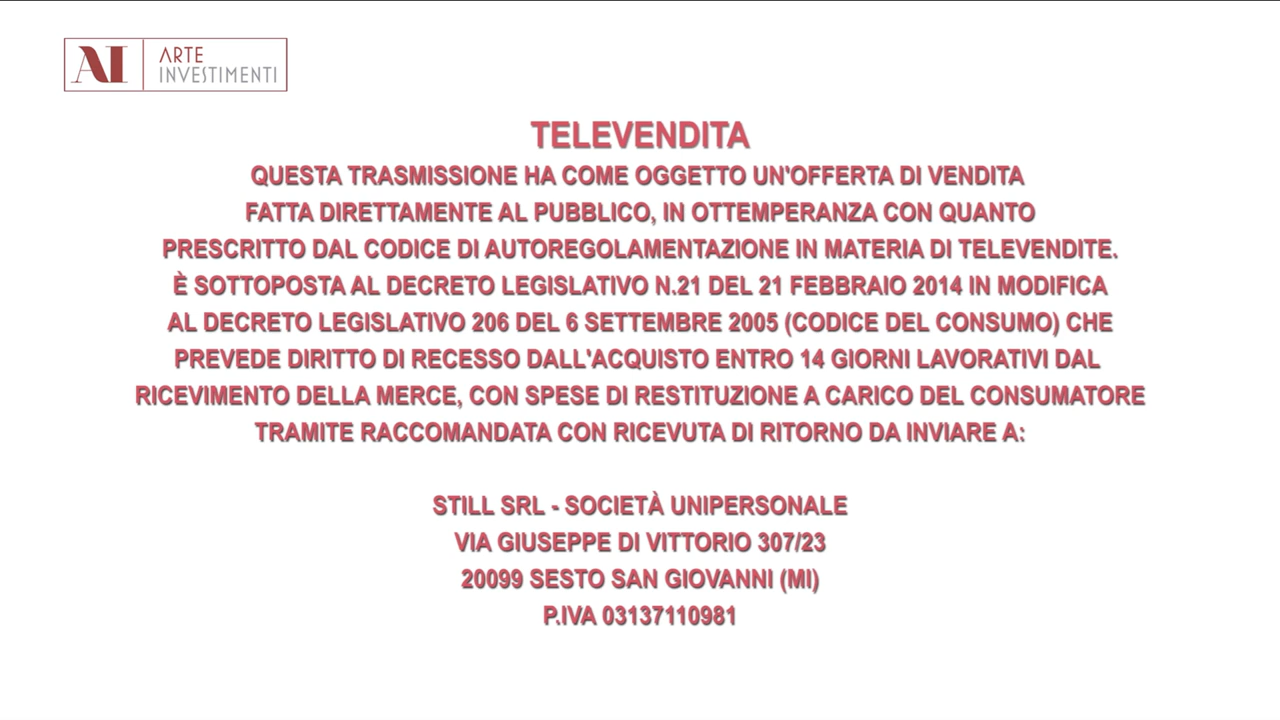 AI ARTE
INVESTIMENTI
TELEVENDITA
QUESTA TRASMISSIONE HA COME OGGETTO UN'OFFERTA DI VENDITA
FATTA DIRETTAMENTE AL PUBBLICO, IN OTTEMPERANZA CON QUANTO
PRESCRITTO DAL CODICE DI AUTOREGOLAMENTAZIONE IN MATERIA DI TELEVENDITE.
È SOTTOPOSTA AL DECRETO LEGISLATIVO N.21 DEL 21 FEBBRAIO 2014 IN MODIFICA
AL DECRETO LEGISLATIVO 206 DEL 6 SETTEMBRE 2005 (CODICE DEL CONSUMO) CHE
PREVEDE DIRITTO DI RECESSO DALL'ACQUISTO ENTRO 14 GIORNI LAVORATIVI DAL
RICEVIMENTO DELLA MERCE, CON SPESE DI RESTITUZIONE A CARICO DEL CONSUMATORE
TRAMITE RACCOMANDATA CON RICEVUTA DI RITORNO DA INVIARE A:
STILL SRL - SOCIETÀ UNIPERSONALE
VIA GIUSEPPE DI VITTORIO 307/23
20099 SESTO SAN GIOVANNI (MI)
P.IVA 03137110981